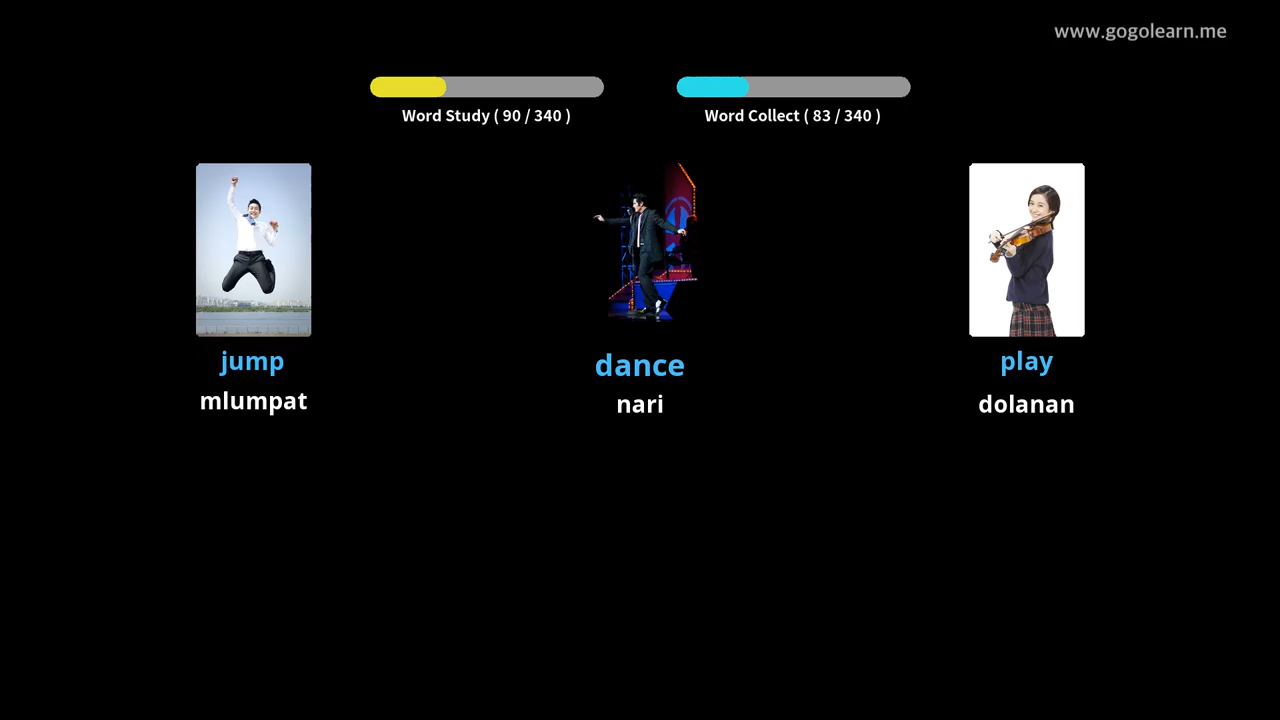 www.gogolearn.me
Word Study ( 90 / 340 )
Word Collect ( 83 / 340 )
jump
mlumpat
dance
nari
play
dolanan